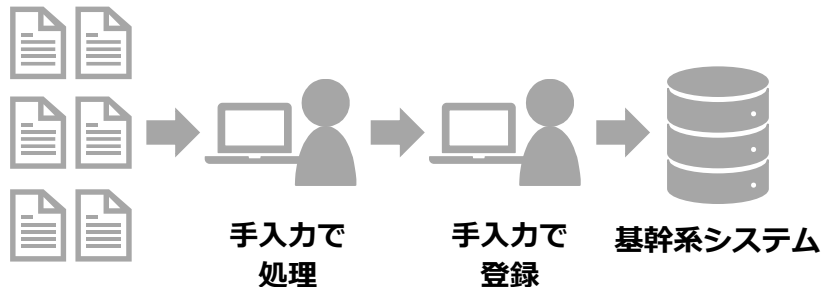 手入力で
処理
手入力で
登録
基幹系システム